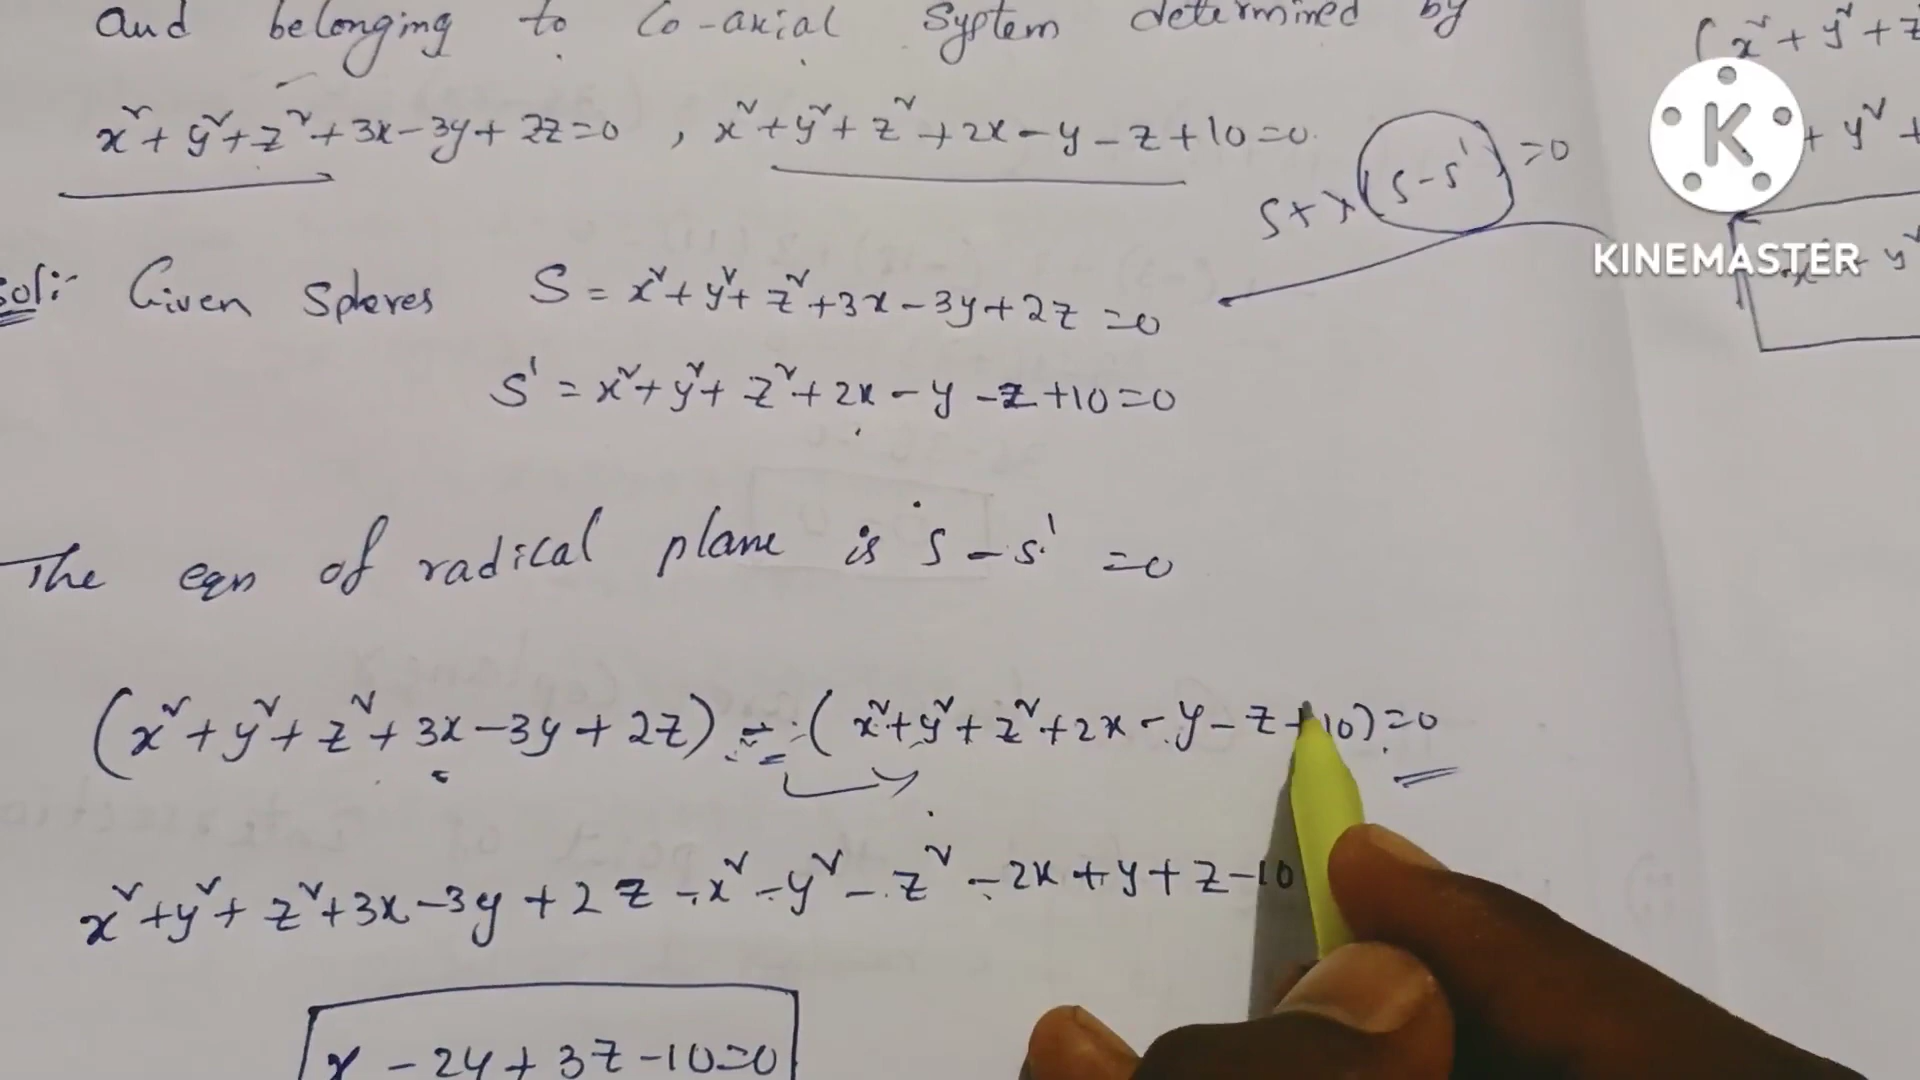 and belonging to Co-axial System determined by
x²+y²+z²+3x-3y+2z=0 , x²+y²+z²+2x-y-z+10=0
S+λ(S-S')=0
Sol:- Given Spheres S = x²+y²+z²+3x-3y+2z=0
S' = x²+y²+z²+2x-y-z+10=0
The eqn of radical plane is S-S'=0
(x²+y²+z²+3x-3y+2z) - (x²+y²+z²+2x-y-z+10)=0
x²+y²+z²+3x-3y+2z-x²-y²-z²-2x+y+z-10
x-2y+3z-10=0
(x²+y²+z
+y²+
K
KINEMASTER